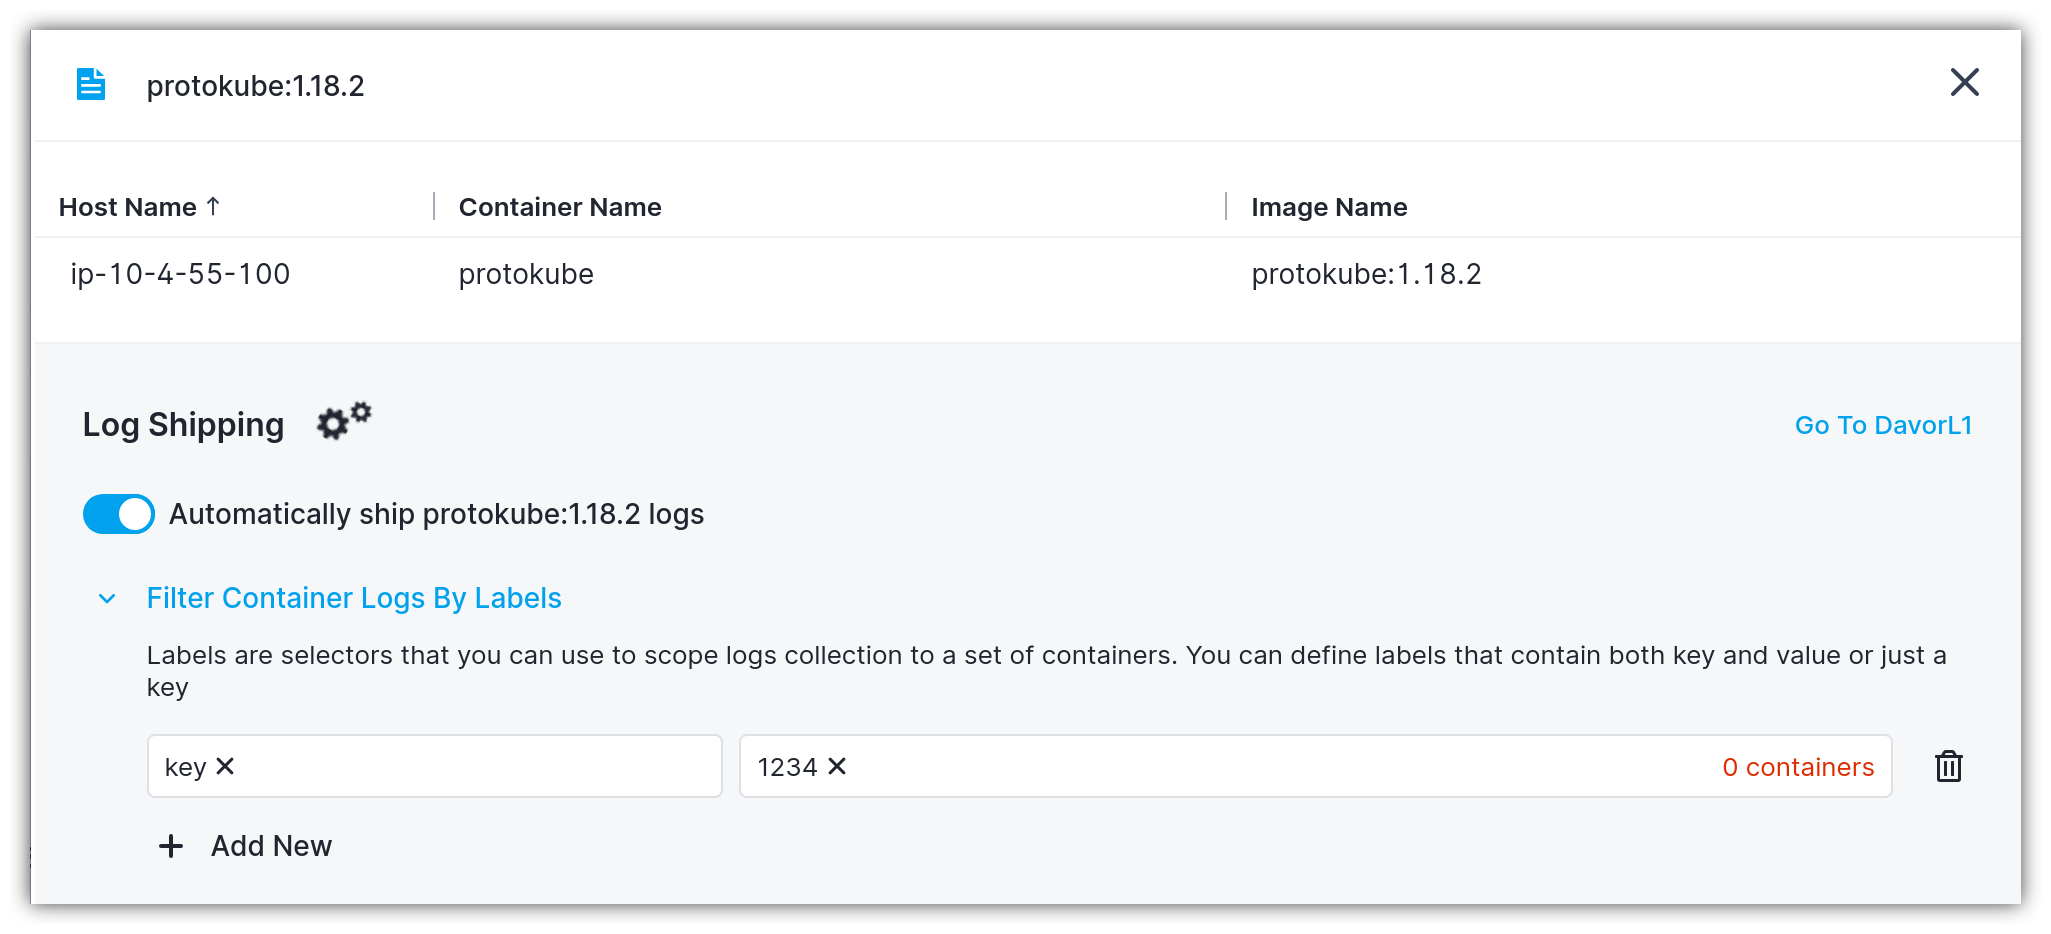 protokube:1.18.2
Host Name ↑
Container Name
Image Name
ip-10-4-55-100
protokube
protokube:1.18.2
Log Shipping
Go To DavorL1
Automatically ship protokube:1.18.2 logs
Filter Container Logs By Labels
Labels are selectors that you can use to scope logs collection to a set of containers. You can define labels that contain both key and value or just a
key
key ✕
1234 ✕
0 containers
+ Add New